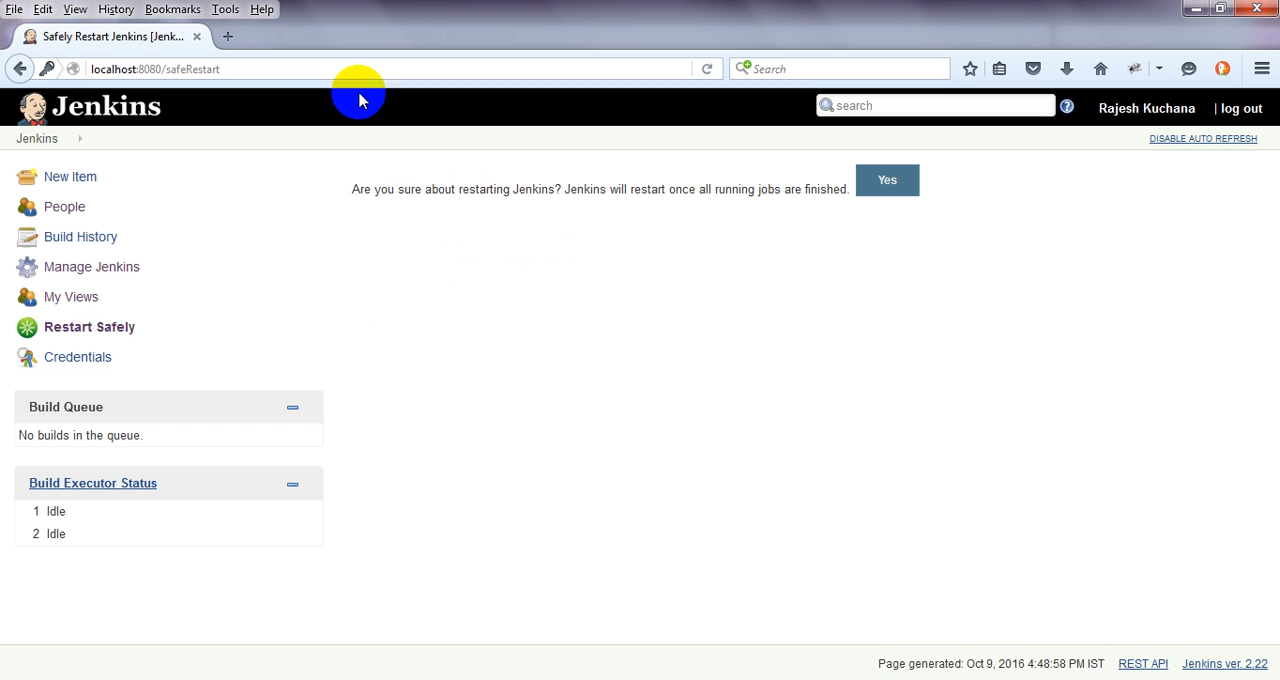 File Edit View History Bookmarks Tools Help
Safely Restart Jenkins [Jenk...
localhost:8080/safeRestart
Search
Jenkins
search
Rajesh Kuchana | log out
Jenkins
DISABLE AUTO REFRESH
New Item
People
Build History
Manage Jenkins
My Views
Restart Safely
Credentials
Are you sure about restarting Jenkins? Jenkins will restart once all running jobs are finished. Yes
Build Queue
No builds in the queue.
Build Executor Status
1 Idle
2 Idle
Page generated: Oct 9, 2016 4:48:58 PM IST REST API Jenkins ver. 2.22